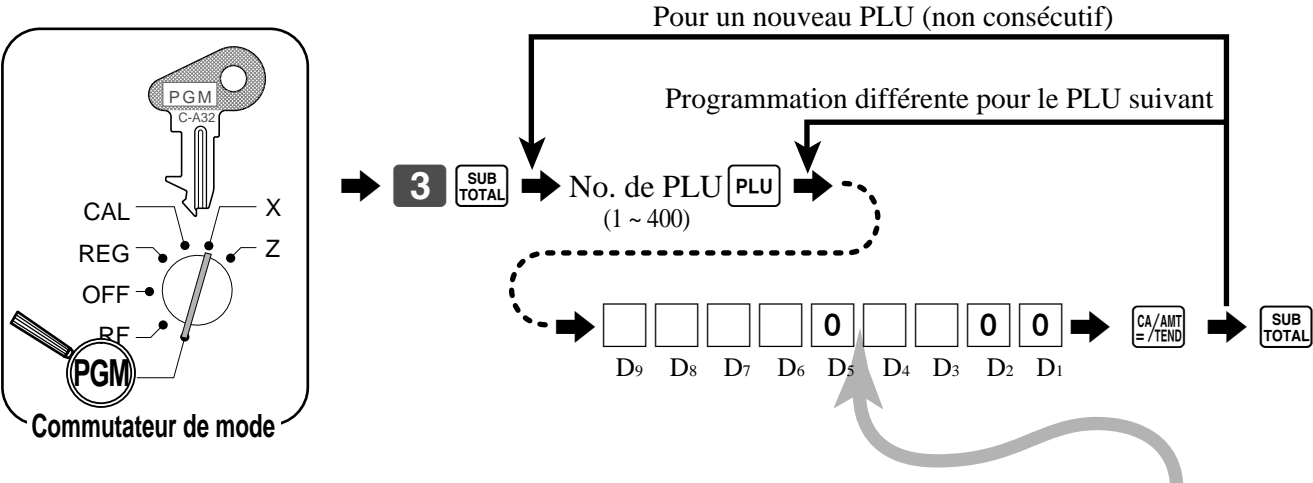 Pour un nouveau PLU (non consécutif)
Programmation différente pour le PLU suivant
PGM
C-A32
3 SUB TOTAL No. de PLU PLU
(1 ~ 400)
CAL X
REG Z
OFF
RF
PGM
0 0 0 CA/AMT = /TEND SUB TOTAL
D9 D8 D7 D6 D5 D4 D3 D2 D1
Commutateur de mode